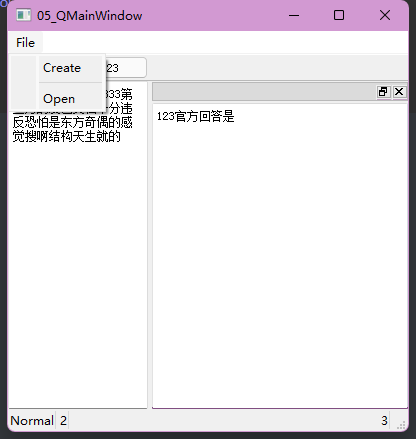 05_QMainWindow
File
Create
Open
23
333第
分违
反恐怕是东方奇偶的感
觉搜啊结构天生就的
123官方回答是
Normal 2
3